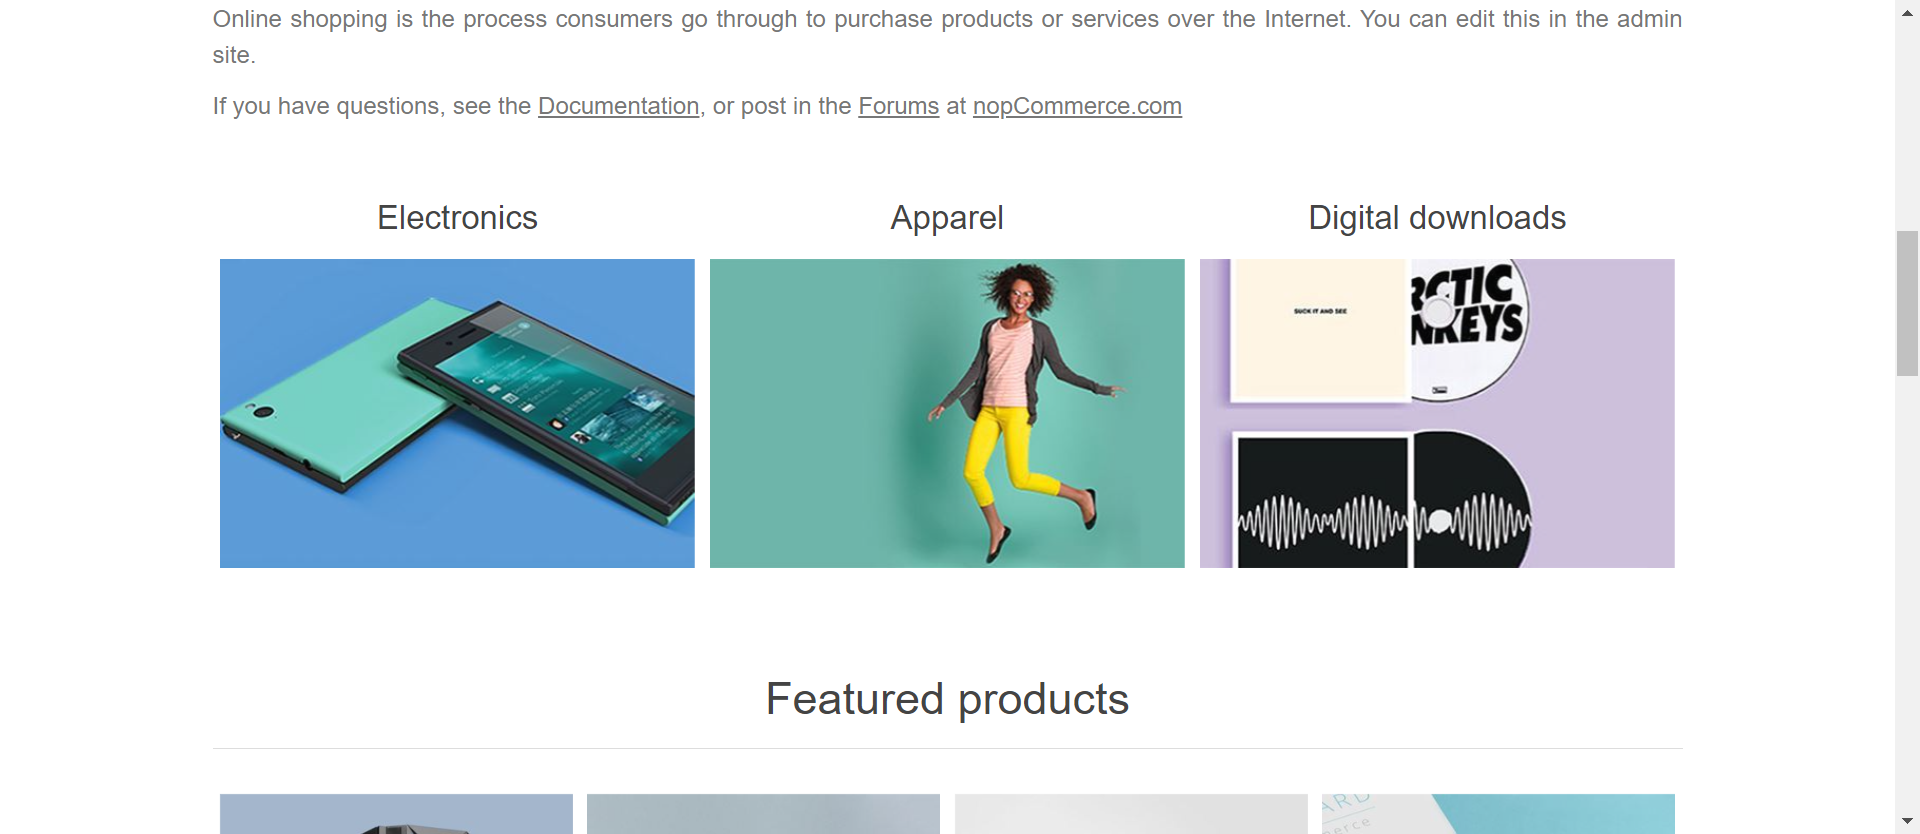 Online shopping is the process consumers go through to purchase products or services over the Internet. You can edit this in the admin
site.
If you have questions, see the Documentation, or post in the Forums at nopCommerce.com
Electronics
Apparel
Digital downloads
SUCK IT AND SEE
RCTIC
NKEYS
Featured products
ARD
merce